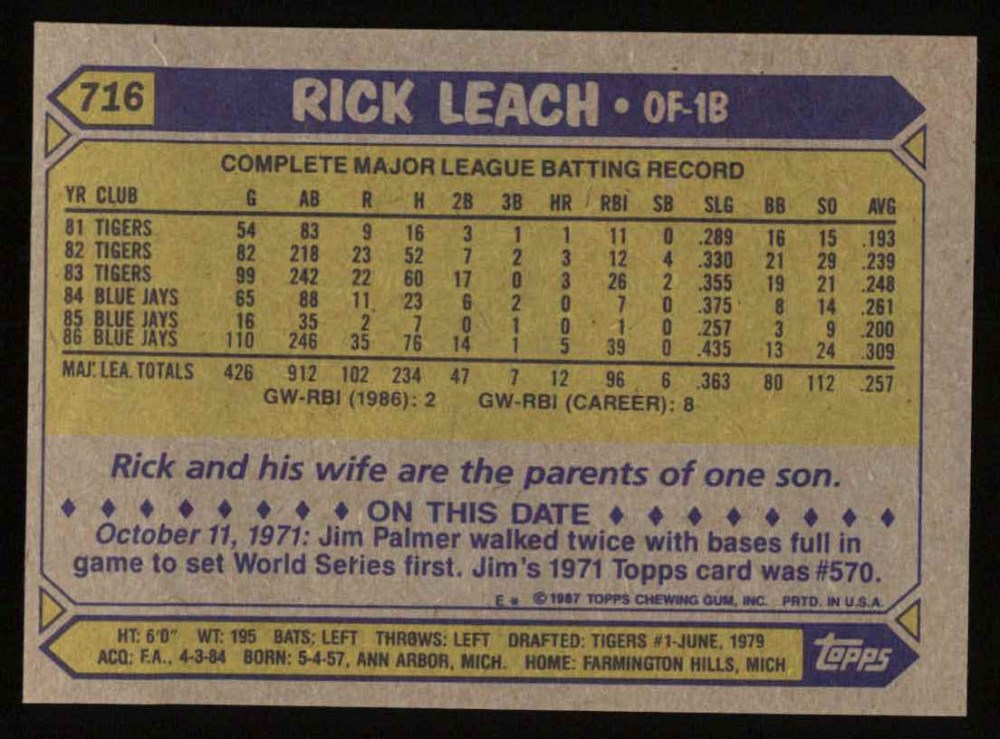 716 RICK LEACH • OF-1B
COMPLETE MAJOR LEAGUE BATTING RECORD
YR CLUB G AB R H 2B 3B HR RBI SB SLG BB SO AVG
81 TIGERS 54 83 9 16 3 1 1 11 0 .289 16 15 .193
82 TIGERS 82 218 23 52 7 2 3 12 4 .330 21 29 .239
83 TIGERS 99 242 22 60 17 0 3 26 2 .355 19 21 .248
84 BLUE JAYS 65 88 11 23 6 2 0 7 0 .375 8 14 .261
85 BLUE JAYS 16 35 2 7 0 1 0 1 0 .257 3 9 .200
86 BLUE JAYS 110 246 35 76 14 1 5 39 0 .435 13 24 .309
MAJ. LEA. TOTALS 426 912 102 234 47 7 12 96 6 .363 80 112 .257
GW-RBI (1986): 2 GW-RBI (CAREER): 8
Rick and his wife are the parents of one son.
♦ ♦ ♦ ♦ ♦ ♦ ♦ ♦ ON THIS DATE ♦ ♦ ♦ ♦ ♦ ♦ ♦ ♦
October 11, 1971: Jim Palmer walked twice with bases full in
game to set World Series first. Jim's 1971 Topps card was #570.
E* ©1987 TOPPS CHEWING GUM, INC. PRTD. IN U.S.A.
HT: 6'0" WT: 195 BATS: LEFT THROWS: LEFT DRAFTED: TIGERS #1-JUNE, 1979
ACQ: F.A., 4-3-84 BORN: 5-4-57, ANN ARBOR, MICH. HOME: FARMINGTON HILLS, MICH
topps